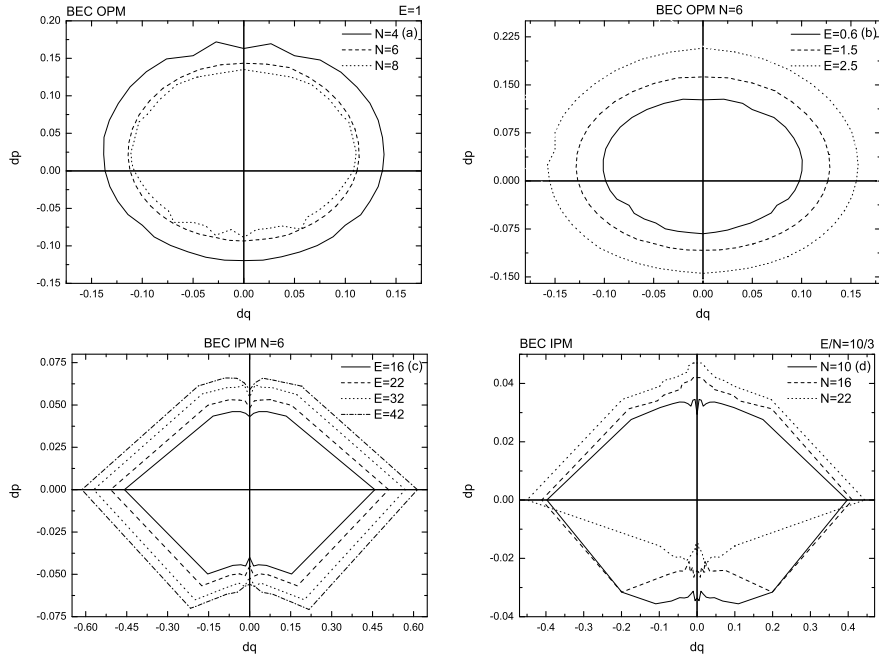 BEC OPM E=1
N=4 (a)
N=6
N=8
0.20
0.15
0.10
0.05
0.00
-0.05
-0.10
0.15
dp
-0.15 -0.10 -0.05 0.00 0.05 0.10 0.15
dq
BEC OPM N=6
E=0.6 (b)
E=1.5
E=2.5
0.225
0.150
0.075
0.000
-0.075
-0.150
dp
-0.15 -0.10 -0.05 0.00 0.05 0.10 0.15
dq
BEC IPM N=6
E=16 (c)
E=22
E=32
E=42
0.075
0.050
0.025
0.000
-0.025
-0.050
-0.075
dp
-0.60 -0.45 -0.30 -0.15 0.00 0.15 0.30 0.45 0.60
dq
BEC IPM E/N=10/3
N=10 (d)
N=16
N=22
0.04
0.02
0.00
-0.02
-0.04
dp
-0.4 -0.3 -0.2 -0.1 0.0 0.1 0.2 0.3 0.4
dq